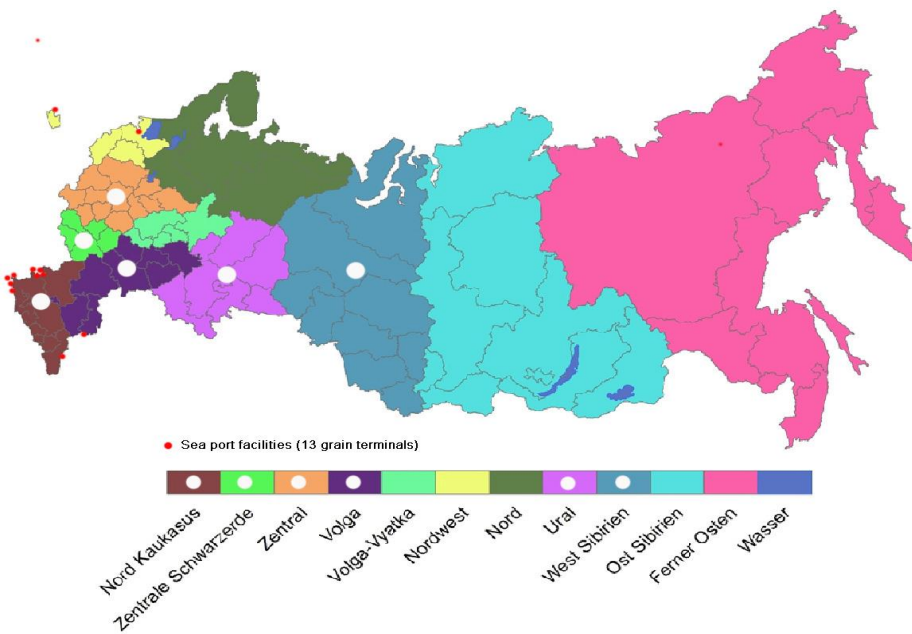 Sea port facilities (13 grain terminals)
Nord Kaukasus
Zentrale Schwarzerde
Zentral
Volga
Volga-Vyatka
Nordwest
Nord
Ural
West Sibirien
Ost Sibirien
Ferner Osten
Wasser